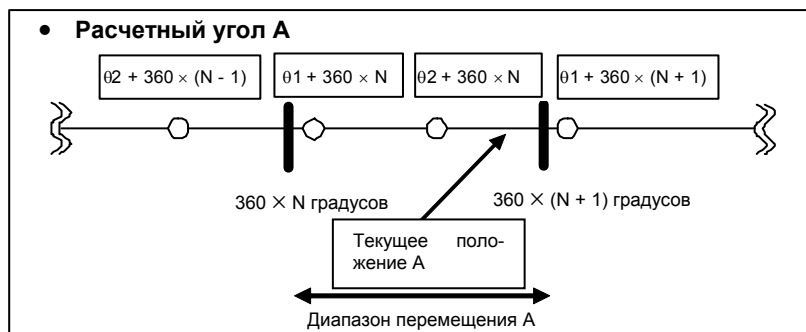 • Расчетный угол А
θ2 + 360 × (N - 1)
θ1 + 360 × N
θ2 + 360 × N
θ1 + 360 × (N + 1)
360 × N градусов
360 × (N + 1) градусов
Текущее поло-
жение А
Диапазон перемещения А